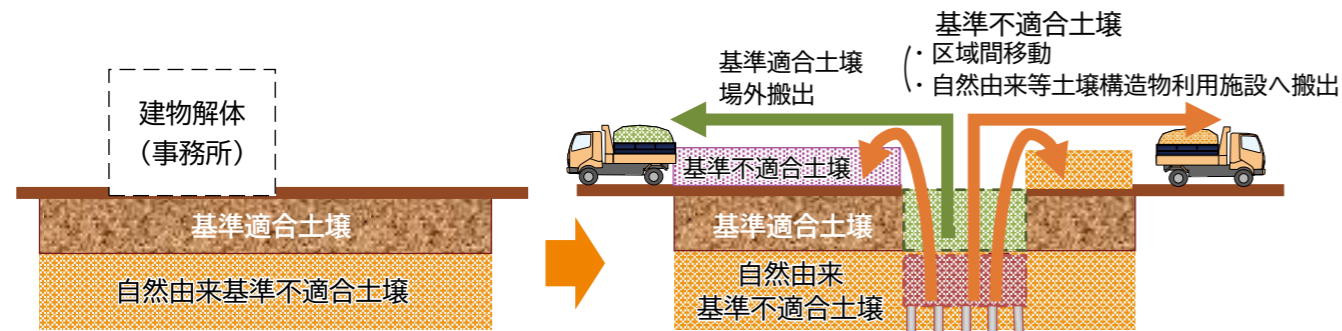 建物解体
（事務所）
基準適合土壌
自然由来基準不適合土壌
基準適合土壌
場外搬出
基準不適合土壌
・区域間移動
・自然由来等土壌構造物利用施設へ搬出
基準不適合土壌
基準適合土壌
自然由来
基準不適合土壌